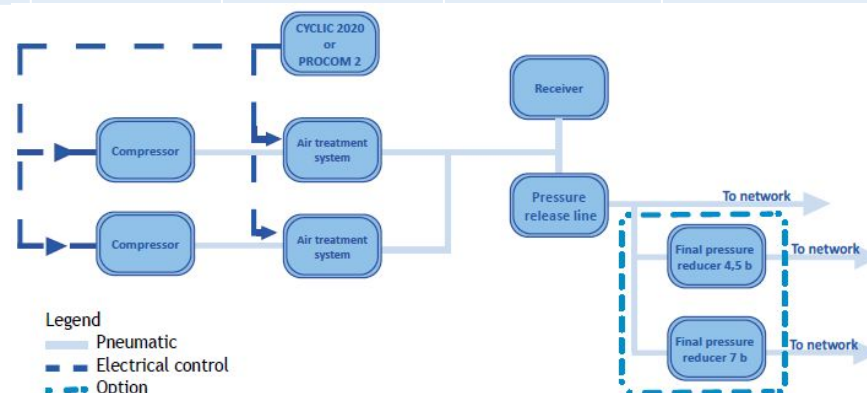 CYCLIC 2020
or
PROCOM 2
Receiver
Compressor
Air treatment
system
Pressure
release line
To network
Compressor
Air treatment
system
Final pressure
reducer 4,5 b
To network
Final pressure
reducer 7 b
To network
Legend
Pneumatic
Electrical control
Option